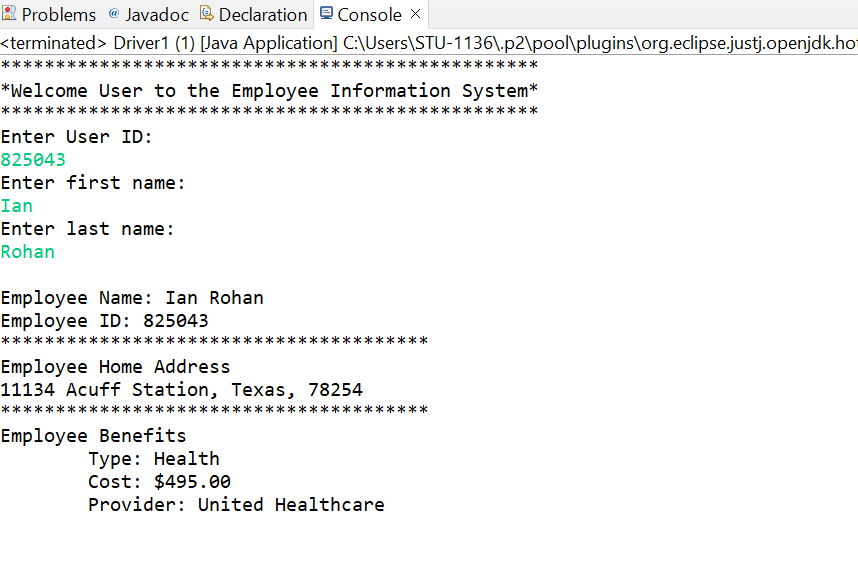 Problems @ Javadoc Declaration Console ×
<terminated> Driver1 (1) [Java Application] C:\Users\STU-1136\.p2\pool\plugins\org.eclipse.justj.openjdk.hot
*************************************************
*Welcome User to the Employee Information System*
*************************************************
Enter User ID:
825043
Enter first name:
Ian
Enter last name:
Rohan
Employee Name: Ian Rohan
Employee ID: 825043
***************************************
Employee Home Address
11134 Acuff Station, Texas, 78254
***************************************
Employee Benefits
Type: Health
Cost: $495.00
Provider: United Healthcare